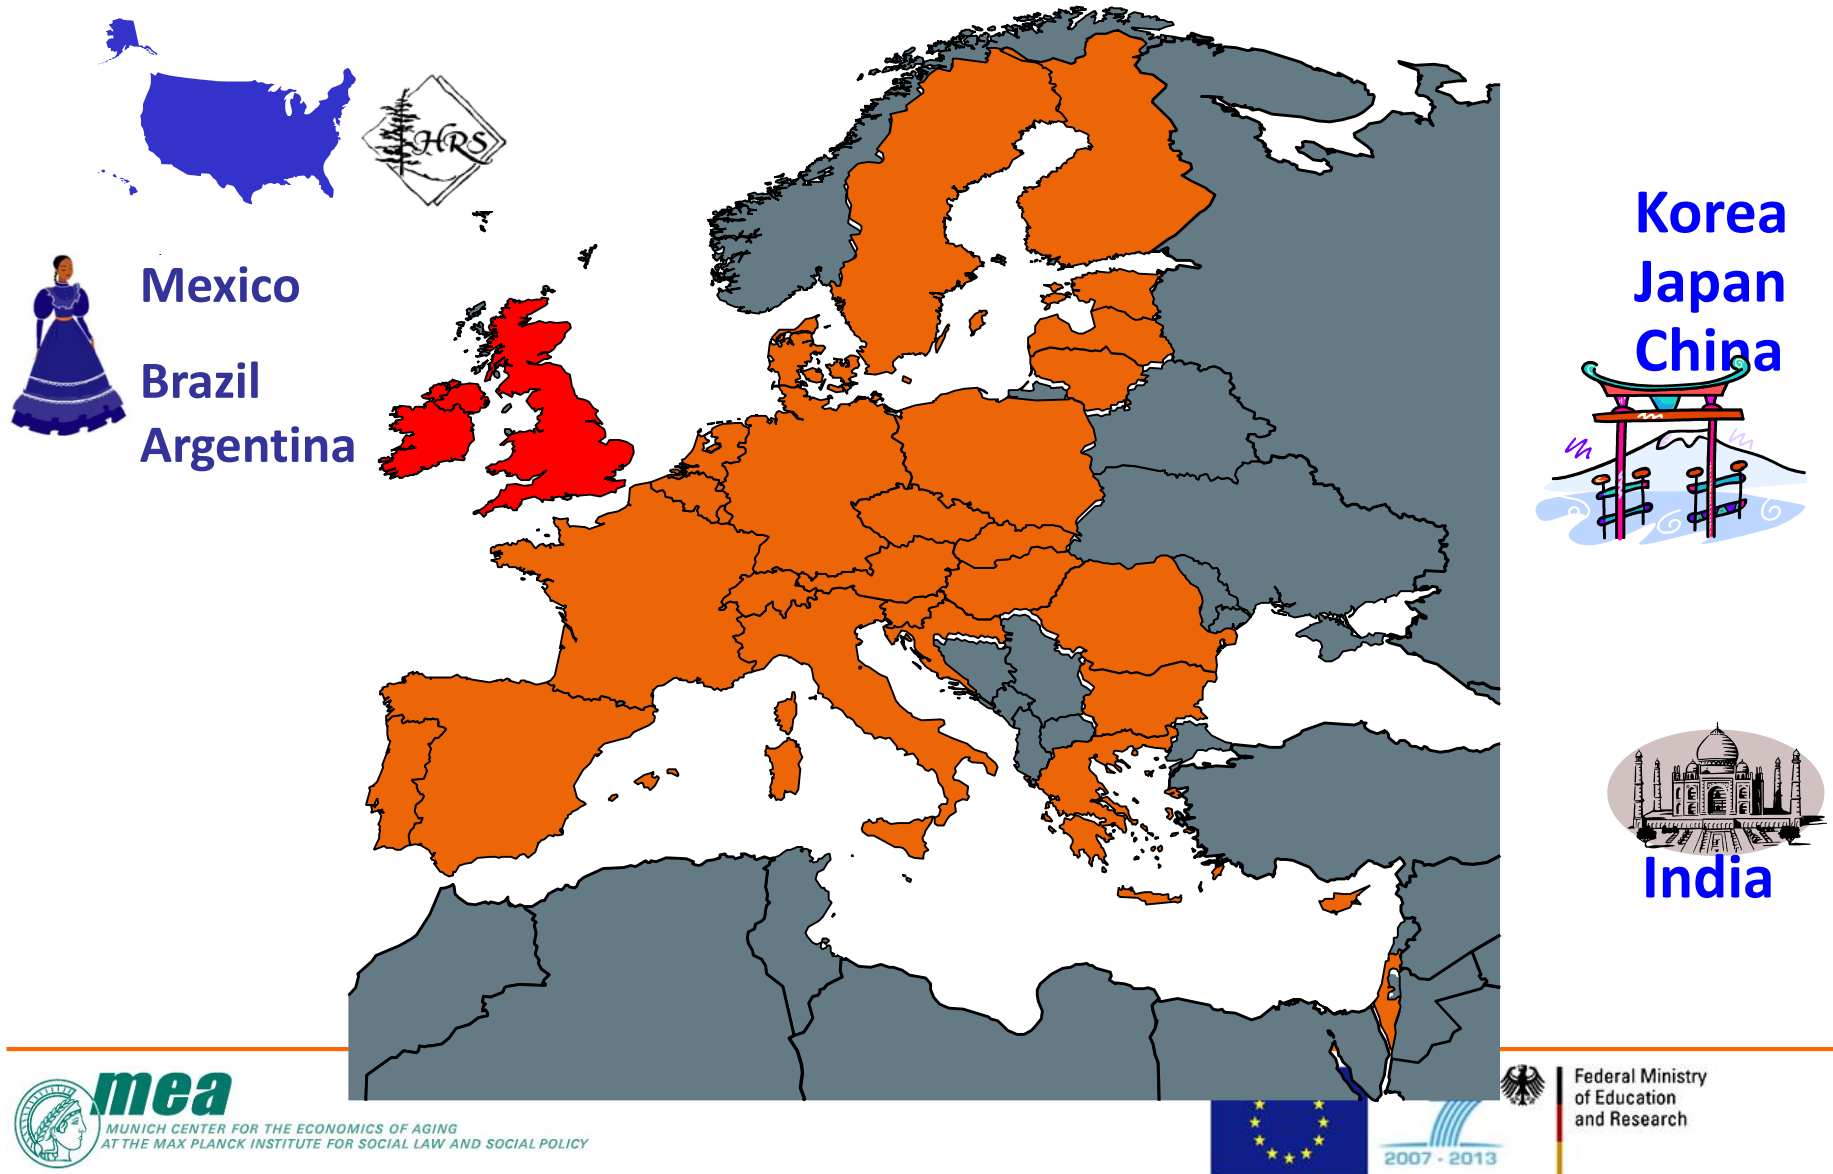 HRS
Mexico
Brazil
Argentina
Korea
Japan
China
India
mea
MUNICH CENTER FOR THE ECONOMICS OF AGING
AT THE MAX PLANCK INSTITUTE FOR SOCIAL LAW AND SOCIAL POLICY
2007 - 2013
Federal Ministry
of Education
and Research